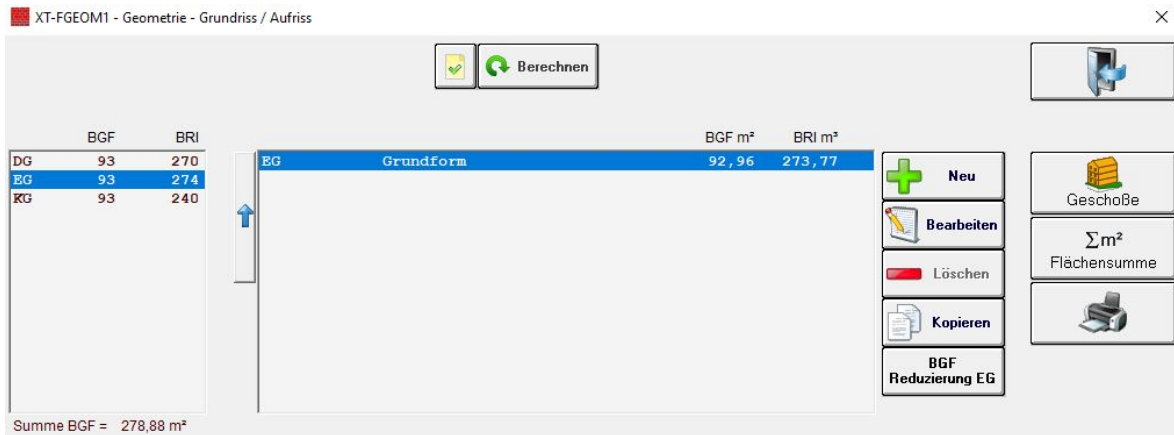 XT-FGEOM1 - Geometrie - Grundriss / Aufriss
Berechnen
BGF BRI
DG 93 270
EG 93 274
KG 93 240
BGF m² BRI m³
EG Grundform 92,96 273,77
Neu
Bearbeiten
Löschen
Kopieren
BGF
Reduzierung EG
Geschoße
∑m²
Flächensumme
Summe BGF = 278,88 m²